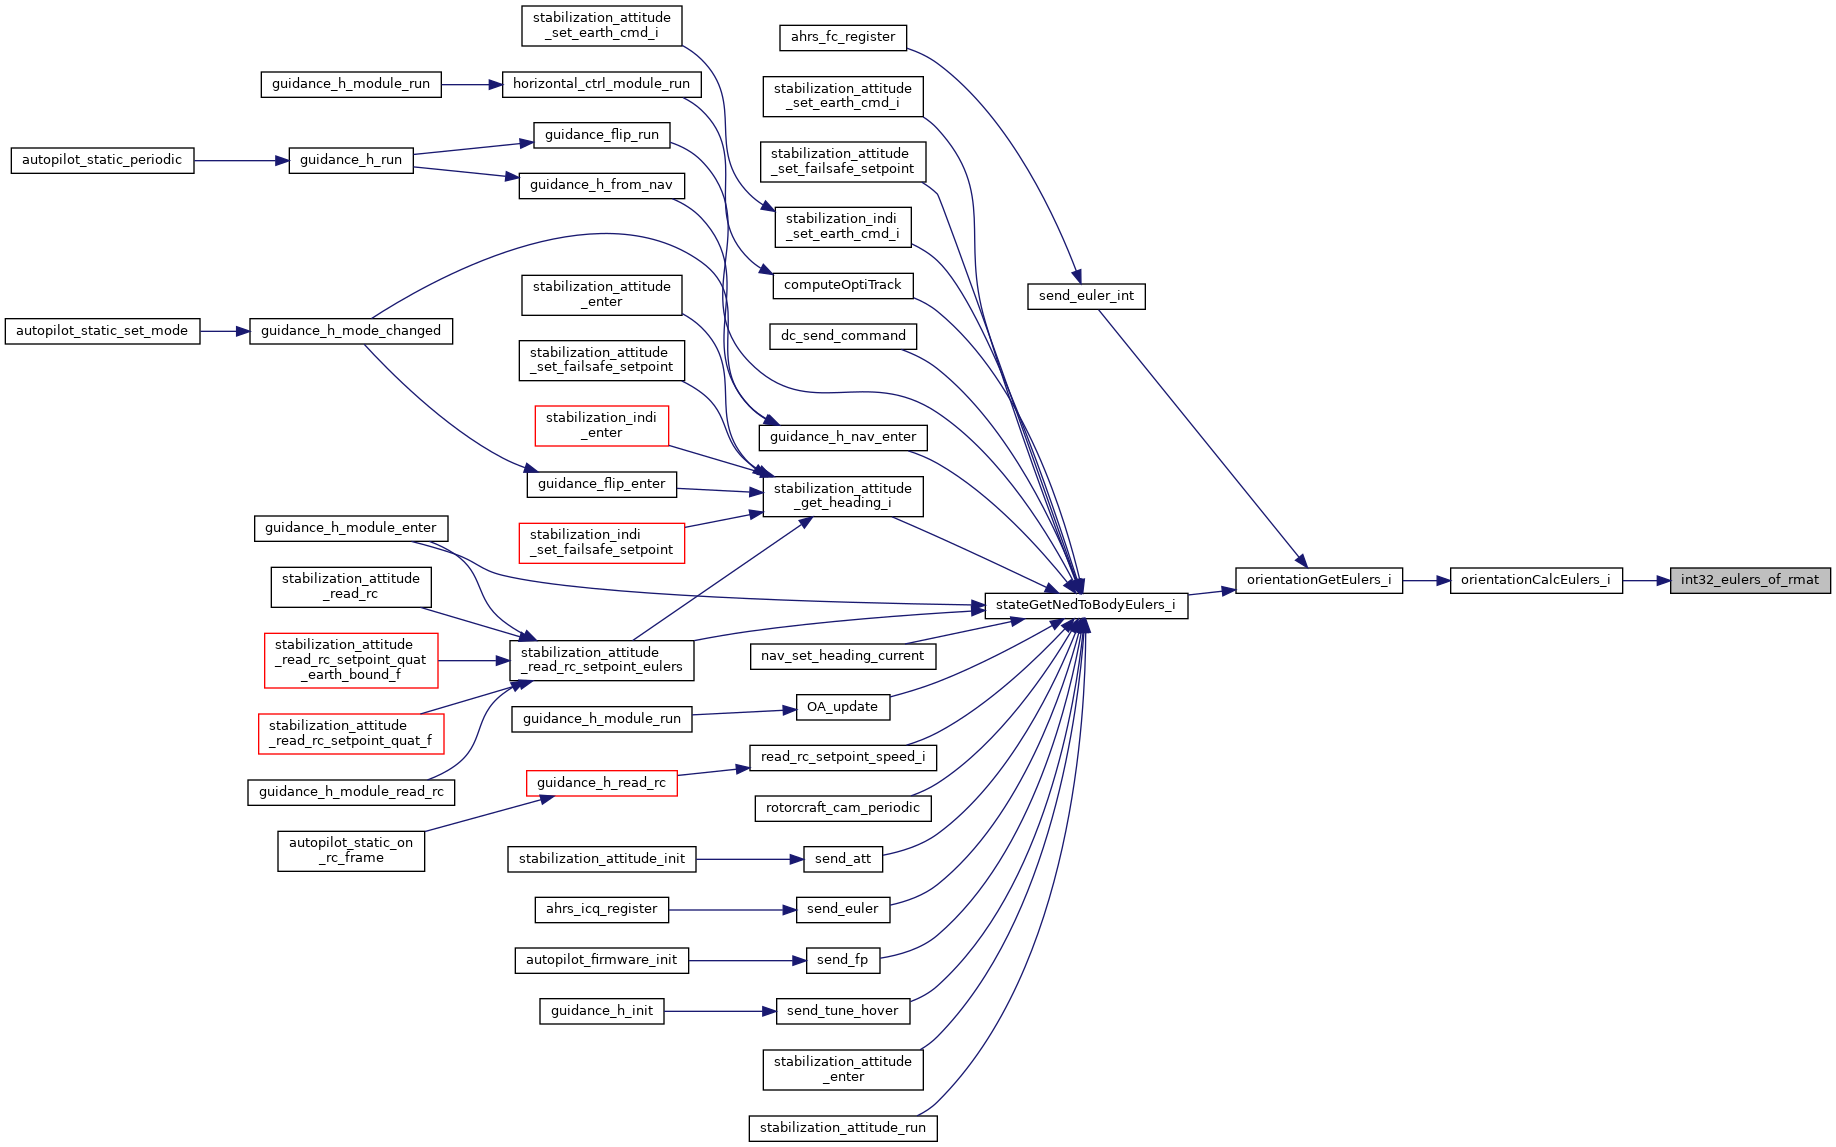 stabilization_attitude
_set_earth_cmd_i
ahrs_fc_register
guidance_h_module_run
horizontal_ctrl_module_run
stabilization_attitude
_set_earth_cmd_i
guidance_flip_run
autopilot_static_periodic
guidance_h_run
stabilization_attitude
_set_failsafe_setpoint
guidance_h_from_nav
stabilization_indi
_set_earth_cmd_i
computeOptiTrack
stabilization_attitude
_enter
send_euler_int
autopilot_static_set_mode
guidance_h_mode_changed
dc_send_command
stabilization_attitude
_set_failsafe_setpoint
stabilization_indi
_enter
guidance_h_nav_enter
guidance_flip_enter
stabilization_attitude
_get_heading_i
guidance_h_module_enter
stabilization_indi
_set_failsafe_setpoint
stabilization_attitude
_read_rc
orientationGetEulers_i
orientationCalcEulers_i
int32_eulers_of_rmat
stateGetNedToBodyEulers_i
stabilization_attitude
_read_rc_setpoint_quat
_earth_bound_f
stabilization_attitude
_read_rc_setpoint_eulers
nav_set_heading_current
stabilization_attitude
_read_rc_setpoint_quat_f
guidance_h_module_run
OA_update
read_rc_setpoint_speed_i
guidance_h_module_read_rc
guidance_h_read_rc
rotorcraft_cam_periodic
autopilot_static_on
_rc_frame
stabilization_attitude_init
send_att
ahrs_icq_register
send_euler
autopilot_firmware_init
send_fp
guidance_h_init
send_tune_hover
stabilization_attitude
_enter
stabilization_attitude_run